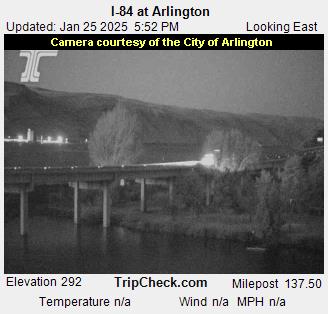 I-84 at Arlington
Updated: Jan 25 2025 5:52 PM Looking East
Camera courtesy of the City of Arlington
Elevation 292 TripCheck.com Milepost 137.50
Temperature n/a Wind n/a MPH n/a